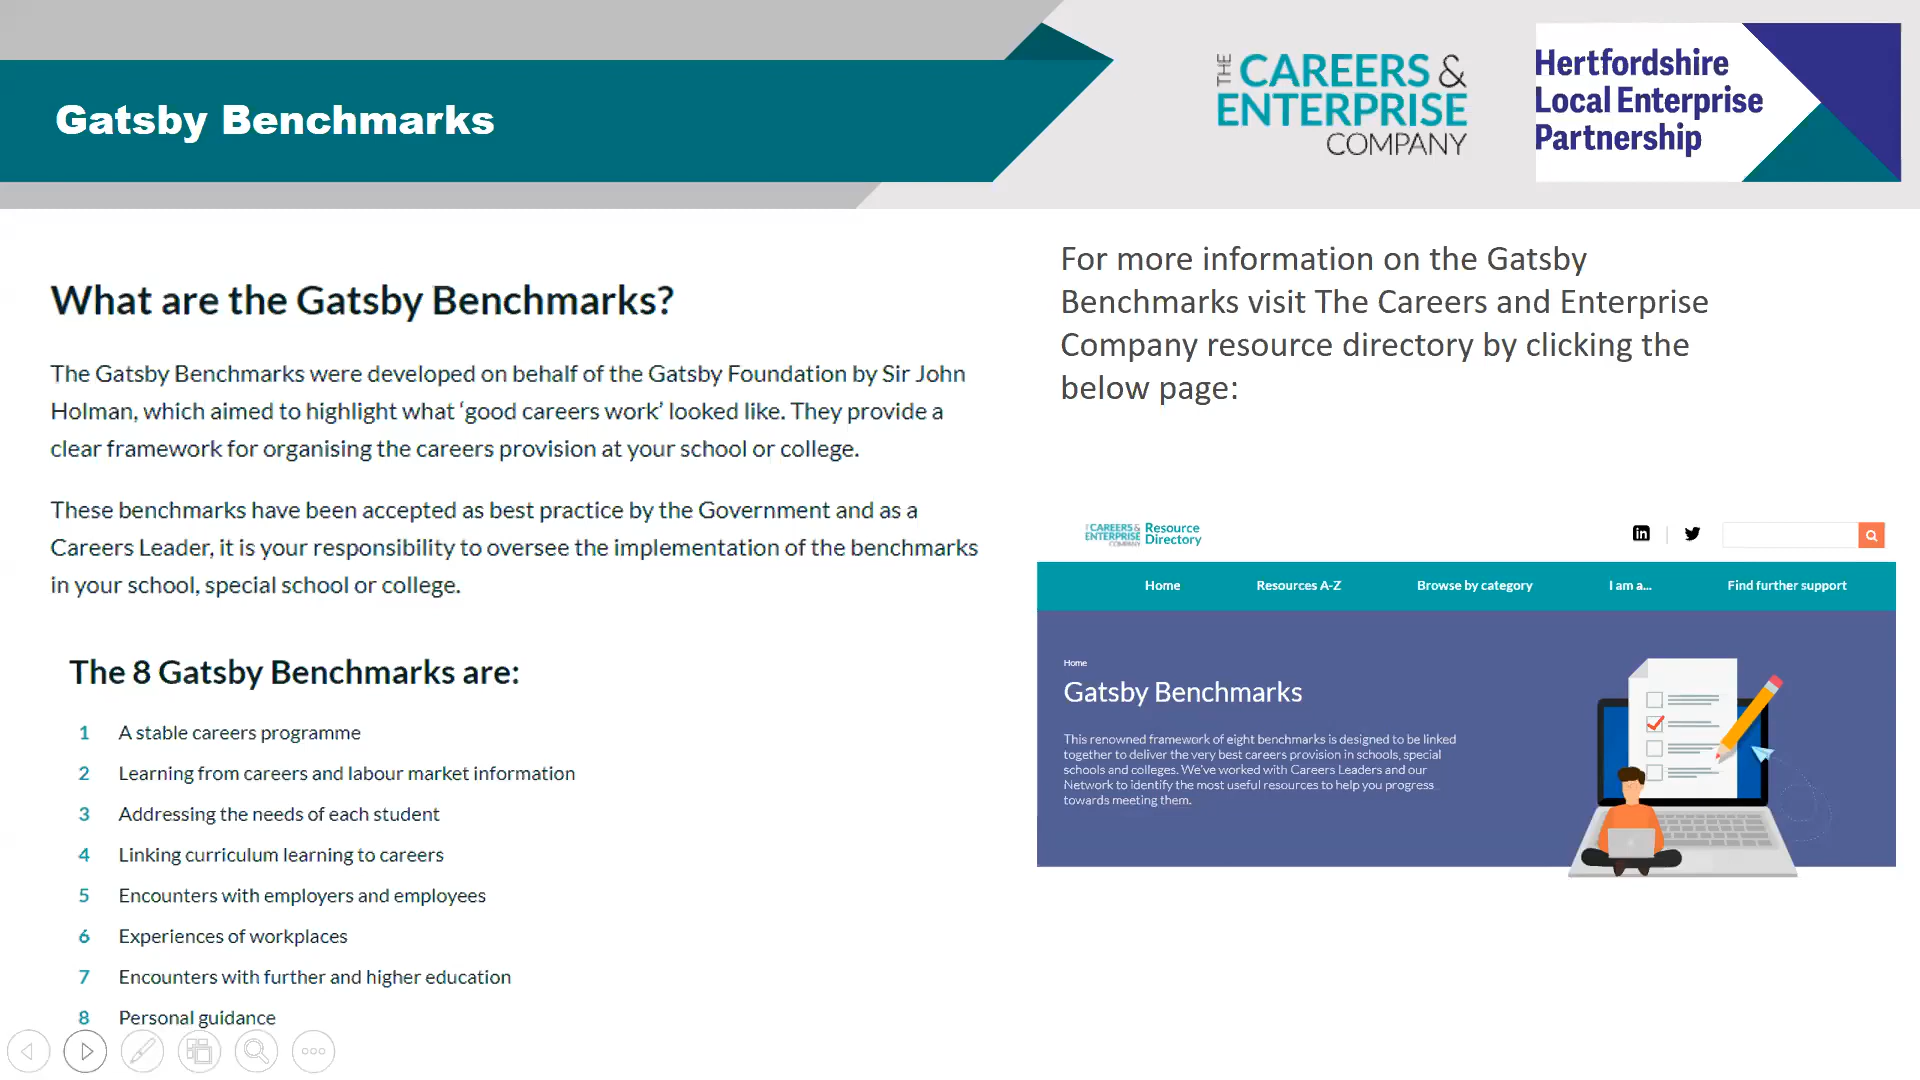 Gatsby Benchmarks
THE CAREERS &
ENTERPRISE
COMPANY
Hertfordshire
Local Enterprise
Partnership
What are the Gatsby Benchmarks?
The Gatsby Benchmarks were developed on behalf of the Gatsby Foundation by Sir John
Holman, which aimed to highlight what ‘good careers work’ looked like. They provide a
clear framework for organising the careers provision at your school or college.
These benchmarks have been accepted as best practice by the Government and as a
Careers Leader, it is your responsibility to oversee the implementation of the benchmarks
in your school, special school or college.
The 8 Gatsby Benchmarks are:
1 A stable careers programme
2 Learning from careers and labour market information
3 Addressing the needs of each student
4 Linking curriculum learning to careers
5 Encounters with employers and employees
6 Experiences of workplaces
7 Encounters with further and higher education
8 Personal guidance
For more information on the Gatsby
Benchmarks visit The Careers and Enterprise
Company resource directory by clicking the
below page:
THE CAREERS &
ENTERPRISE
COMPANY
Resource
Directory
in
Home Resources A-Z Browse by category I am a... Find further support
Home
Gatsby Benchmarks
This renowned framework of eight benchmarks is designed to be linked
together to deliver the very best careers provision in schools, special
schools and colleges. We've worked with Careers Leaders and our
Network to identify the most useful resources to help you progress
towards meeting them.